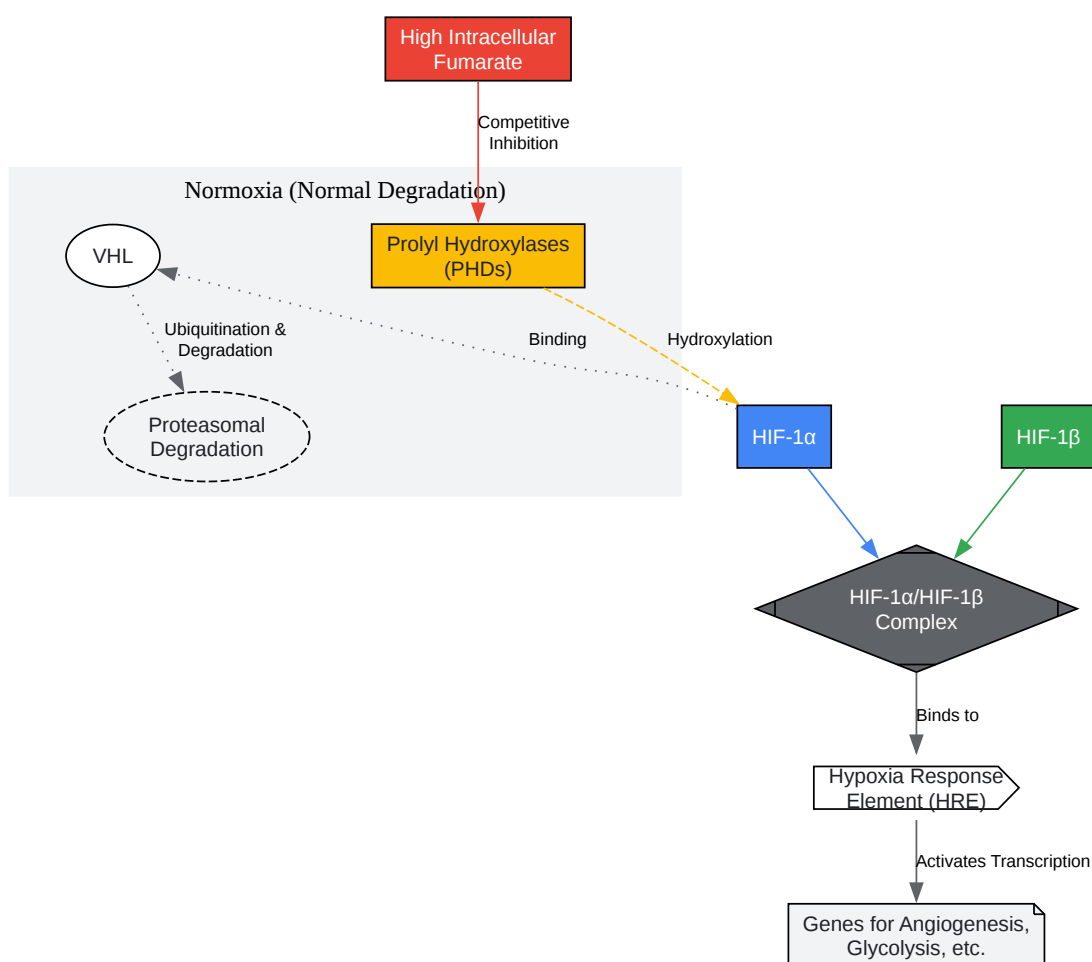 High Intracellular
Fumarate
Competitive
Inhibition
Normoxia (Normal Degradation)
VHL
Prolyl Hydroxylases
(PHDs)
Ubiquitination &
Degradation
Binding
Hydroxylation
Proteasomal
Degradation
HIF-1α
HIF-1β
HIF-1α/HIF-1β
Complex
Binds to
Hypoxia Response
Element (HRE)
Activates Transcription
Genes for Angiogenesis,
Glycolysis, etc.